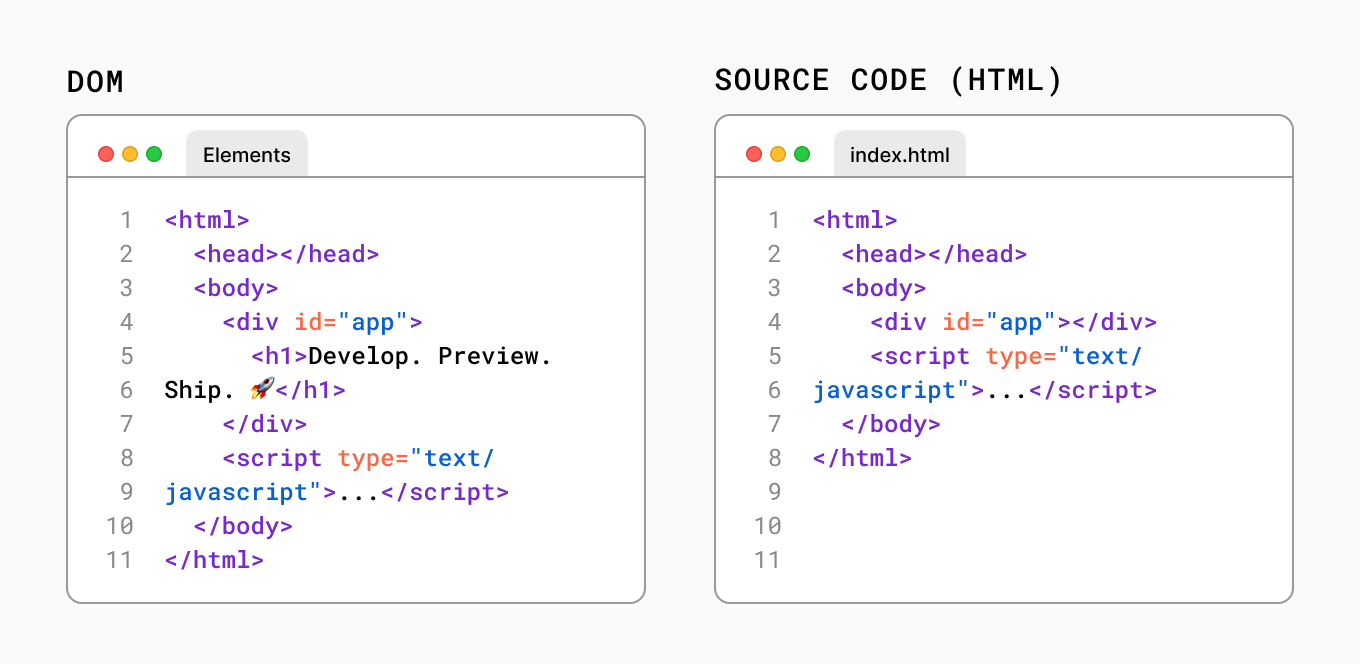 DOM
Elements
1 <html>
2   <head></head>
3   <body>
4     <div id="app">
5       <h1>Develop. Preview.
6 Ship. 🚀</h1>
7     </div>
8     <script type="text/
9 javascript">...</script>
10   </body>
11 </html>
SOURCE CODE (HTML)
index.html
1 <html>
2   <head></head>
3   <body>
4     <div id="app"></div>
5     <script type="text/
6 javascript">...</script>
7   </body>
8 </html>
9
10
11